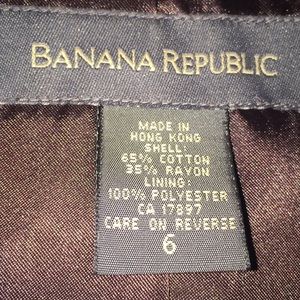 BANANA REPUBLIC
MADE IN
HONG KONG
SHELL:
65% COTTON
35% RAYON
LINING:
100% POLYESTER
CA 17897
CARE ON REVERSE
6